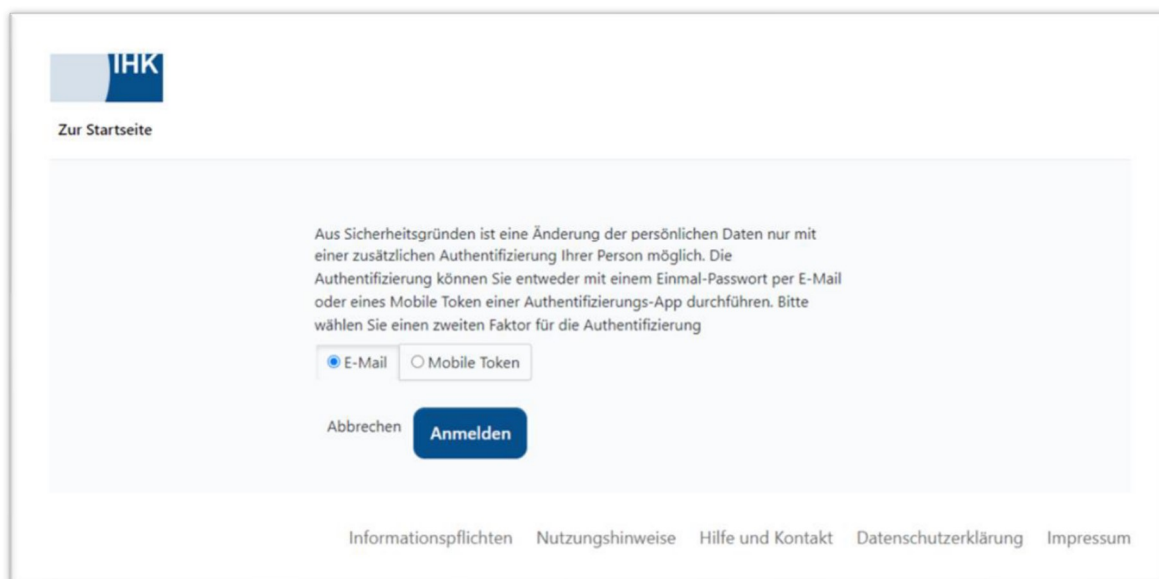 IHK
Zur Startseite
Aus Sicherheitsgründen ist eine Änderung der persönlichen Daten nur mit
einer zusätzlichen Authentifizierung Ihrer Person möglich. Die
Authentifizierung können Sie entweder mit einem Einmal-Passwort per E-Mail
oder eines Mobile Token einer Authentifizierungs-App durchführen. Bitte
wählen Sie einen zweiten Faktor für die Authentifizierung
E-Mail Mobile Token
Abbrechen Anmelden
Informationspflichten Nutzungshinweise Hilfe und Kontakt Datenschutzerklärung Impressum